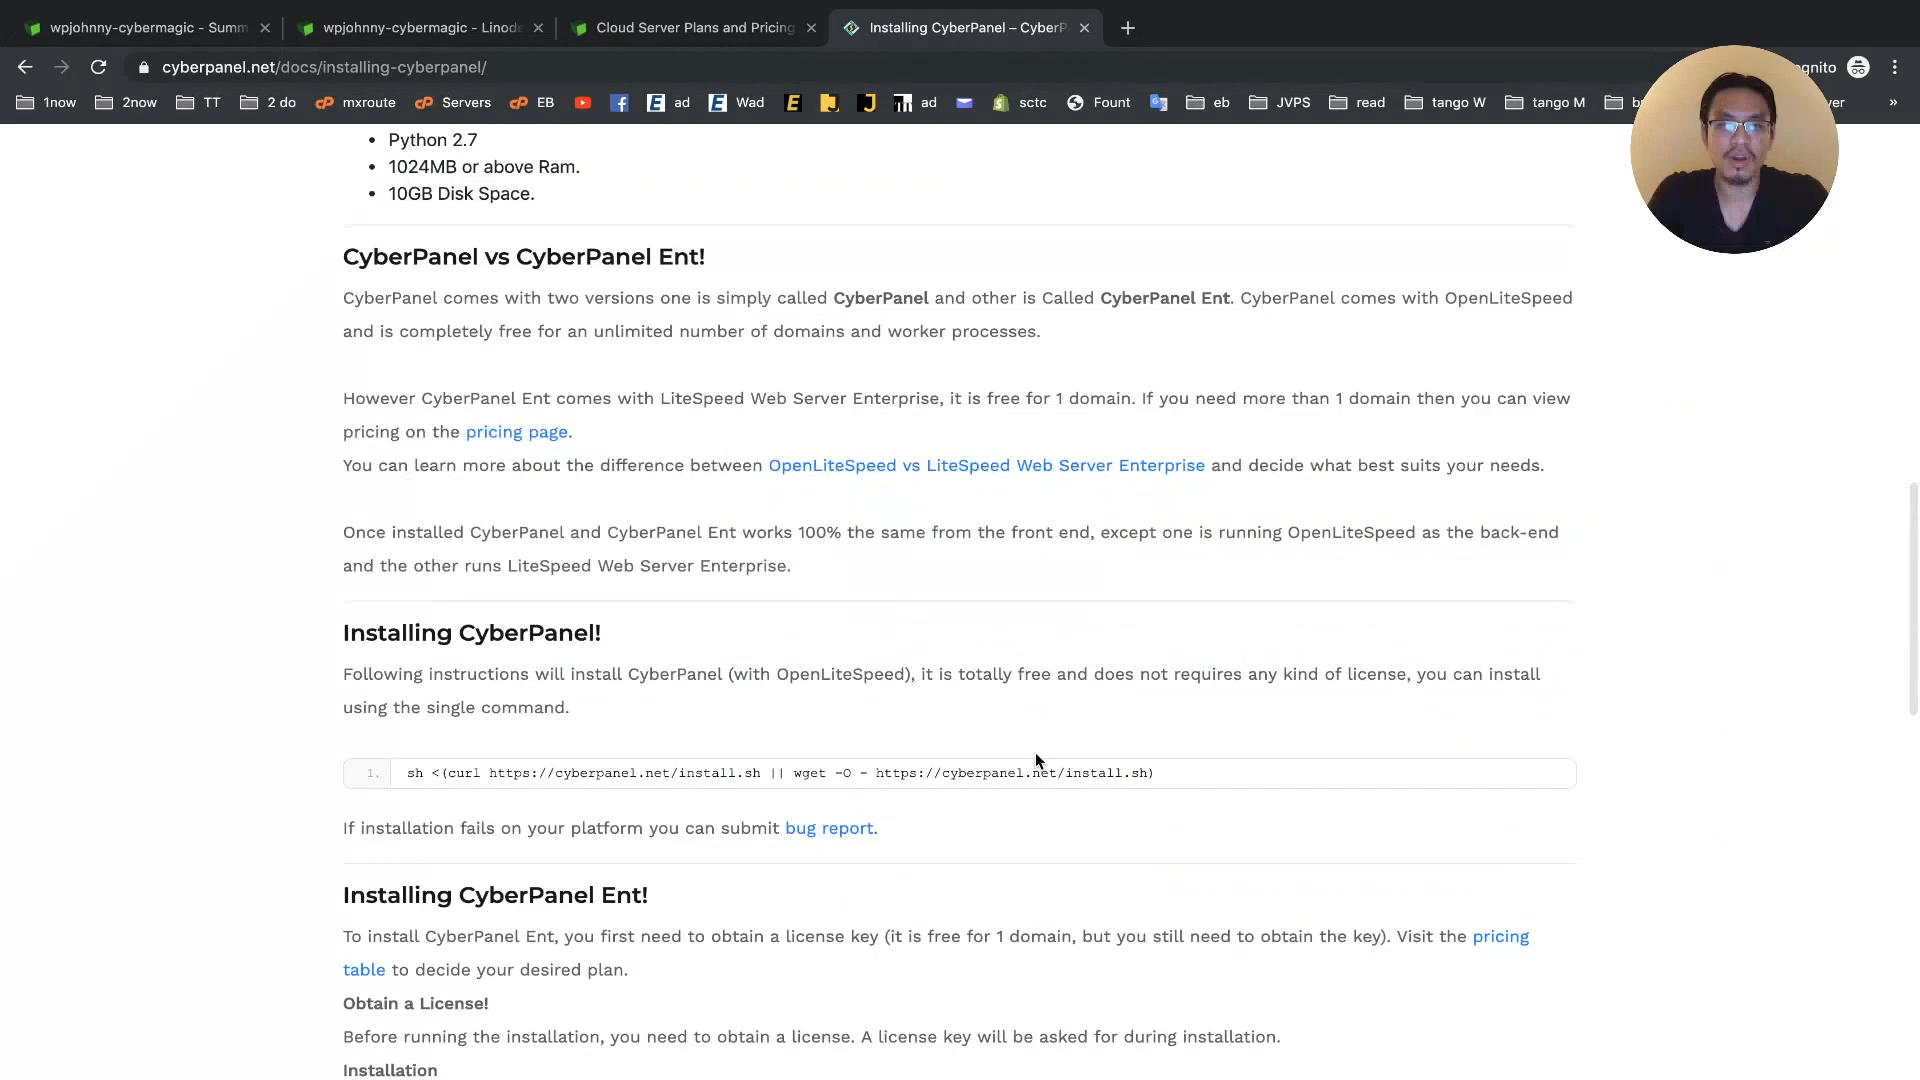 wpjohnny-cybermagic - Summ
wpjohnny-cybermagic - Linode
Cloud Server Plans and Pricing
Installing CyberPanel – CyberP
cyberpanel.net/docs/installing-cyberpanel/
gnito
1now
2now
TT
2 do
mxroute
Servers
EB
ad
Wad
ad
sctc
Fount
eb
JVPS
read
tango W
tango M
ver
»
• Python 2.7
• 1024MB or above Ram.
• 10GB Disk Space.
CyberPanel vs CyberPanel Ent!
CyberPanel comes with two versions one is simply called CyberPanel and other is Called CyberPanel Ent. CyberPanel comes with OpenLiteSpeed
and is completely free for an unlimited number of domains and worker processes.
However CyberPanel Ent comes with LiteSpeed Web Server Enterprise, it is free for 1 domain. If you need more than 1 domain then you can view
pricing on the pricing page.
You can learn more about the difference between OpenLiteSpeed vs LiteSpeed Web Server Enterprise and decide what best suits your needs.
Once installed CyberPanel and CyberPanel Ent works 100% the same from the front end, except one is running OpenLiteSpeed as the back-end
and the other runs LiteSpeed Web Server Enterprise.
Installing CyberPanel!
Following instructions will install CyberPanel (with OpenLiteSpeed), it is totally free and does not requires any kind of license, you can install
using the single command.
1. sh <(curl https://cyberpanel.net/install.sh || wget -O - https://cyberpanel.net/install.sh)
If installation fails on your platform you can submit bug report.
Installing CyberPanel Ent!
To install CyberPanel Ent, you first need to obtain a license key (it is free for 1 domain, but you still need to obtain the key). Visit the pricing
table to decide your desired plan.
Obtain a License!
Before running the installation, you need to obtain a license. A license key will be asked for during installation.
Installation